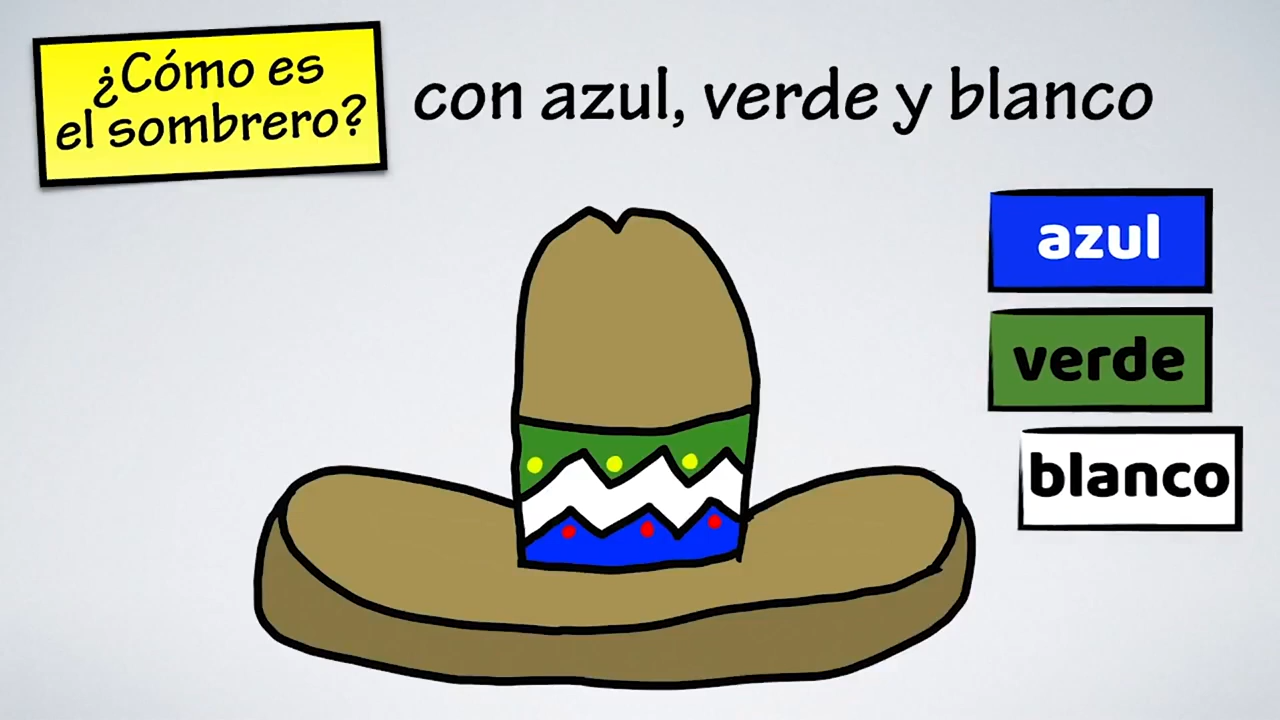 ¿Cómo es
el sombrero?
con azul, verde y blanco
azul
verde
blanco